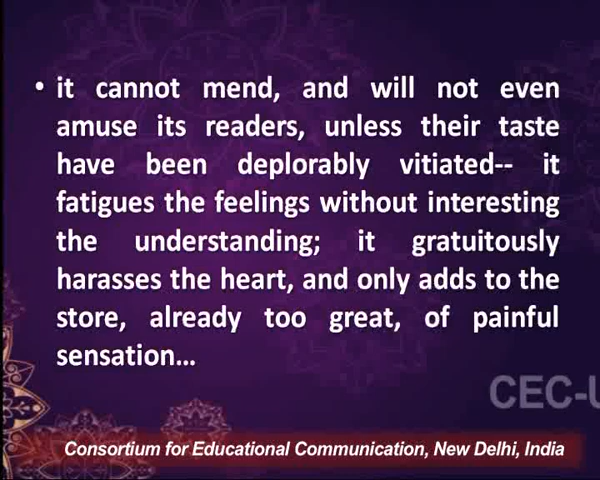 • it cannot mend, and will not even
amuse its readers, unless their taste
have been deplorably vitiated-- it
fatigues the feelings without interesting
the understanding; it gratuitously
harasses the heart, and only adds to the
store, already too great, of painful
sensation...
CEC-U
Consortium for Educational Communication, New Delhi, India